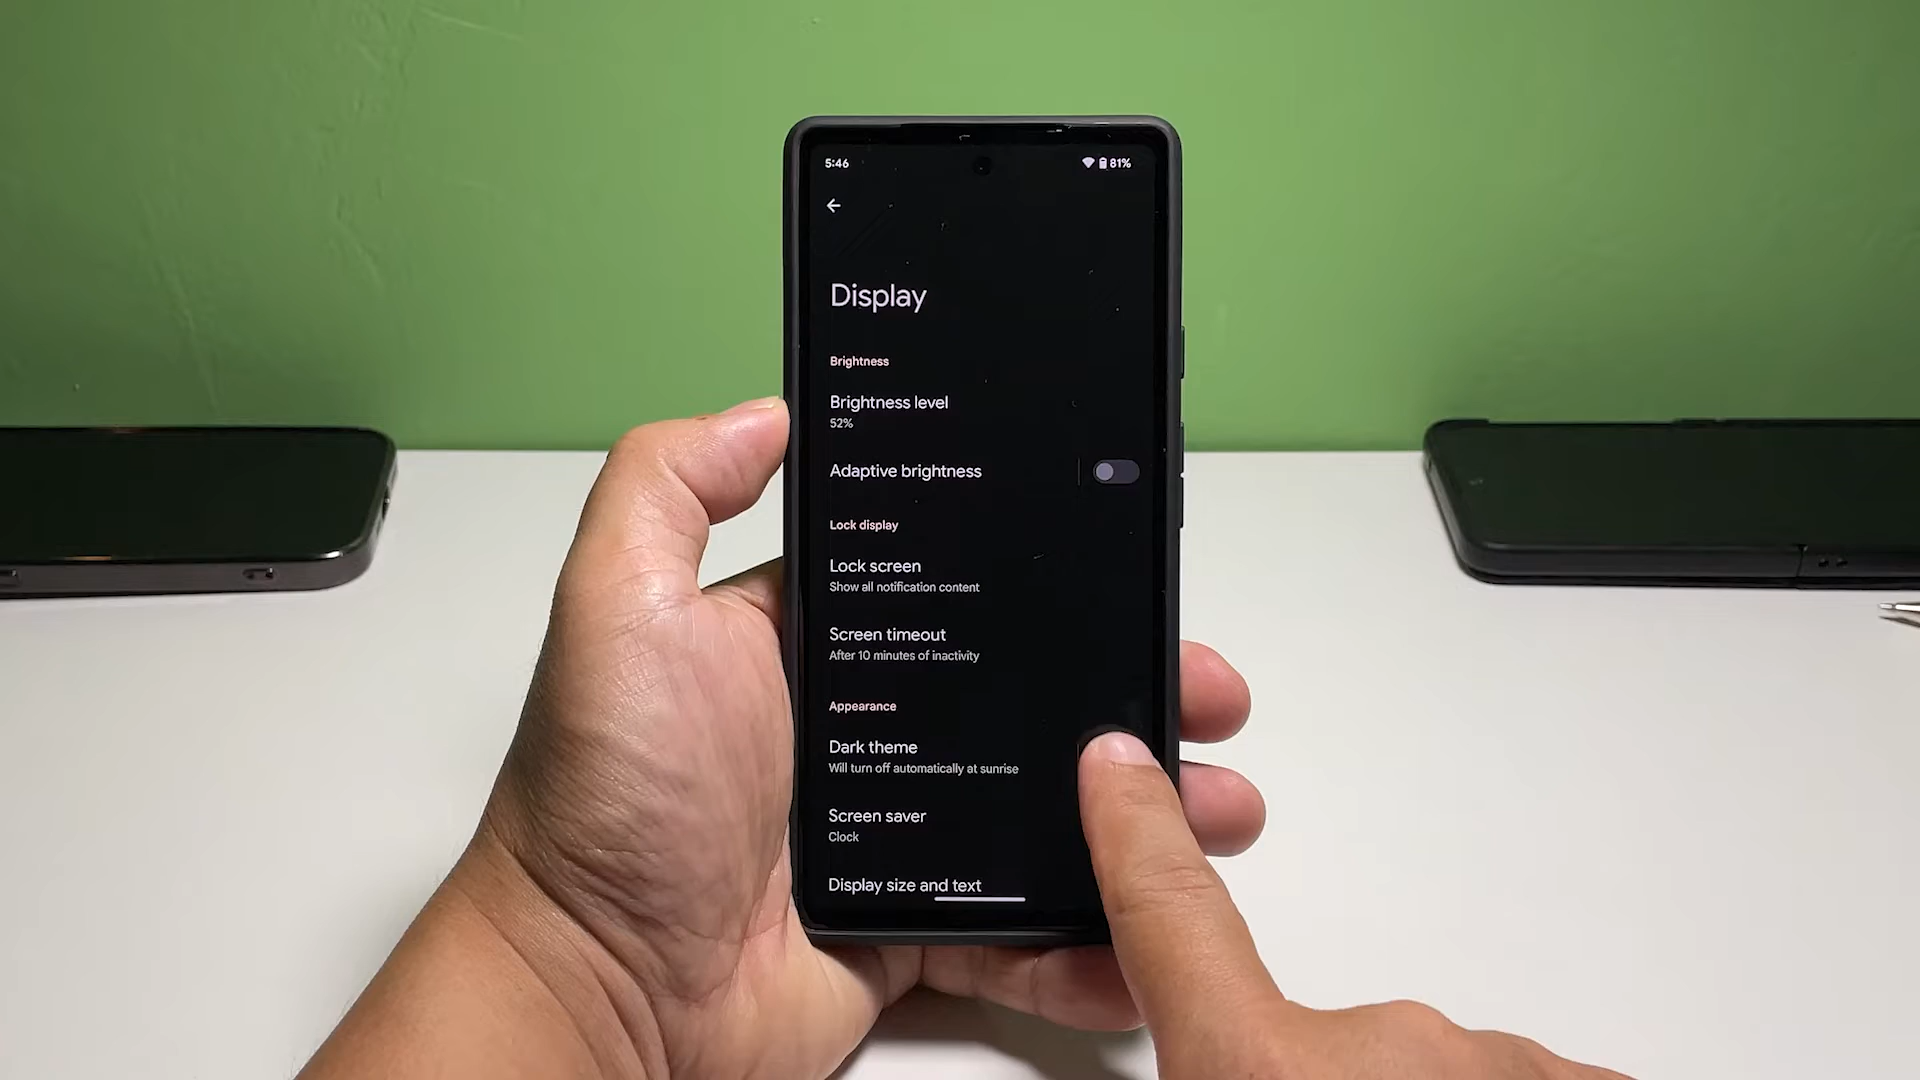 5:46
81%
Display
Brightness
Brightness level
52%
Adaptive brightness
Lock display
Lock screen
Show all notification content
Screen timeout
After 10 minutes of inactivity
Appearance
Dark theme
Will turn off automatically at sunrise
Screen saver
Clock
Display size and text